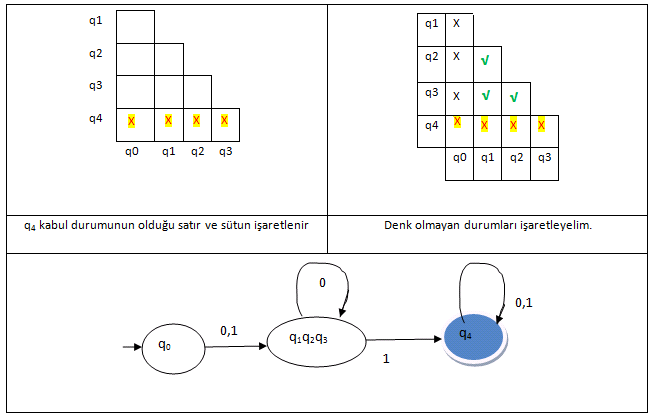 q1
q2
q3
q4 X X X X
q0 q1 q2 q3
q1 X
q2 X √
q3 X √ √
q4 X X X X
q0 q1 q2 q3
q4 kabul durumunun olduğu satır ve sütun işaretlenir
Denk olmayan durumları işaretleyelim.
0
0,1
0,1
q0
q1q2q3
q4
1